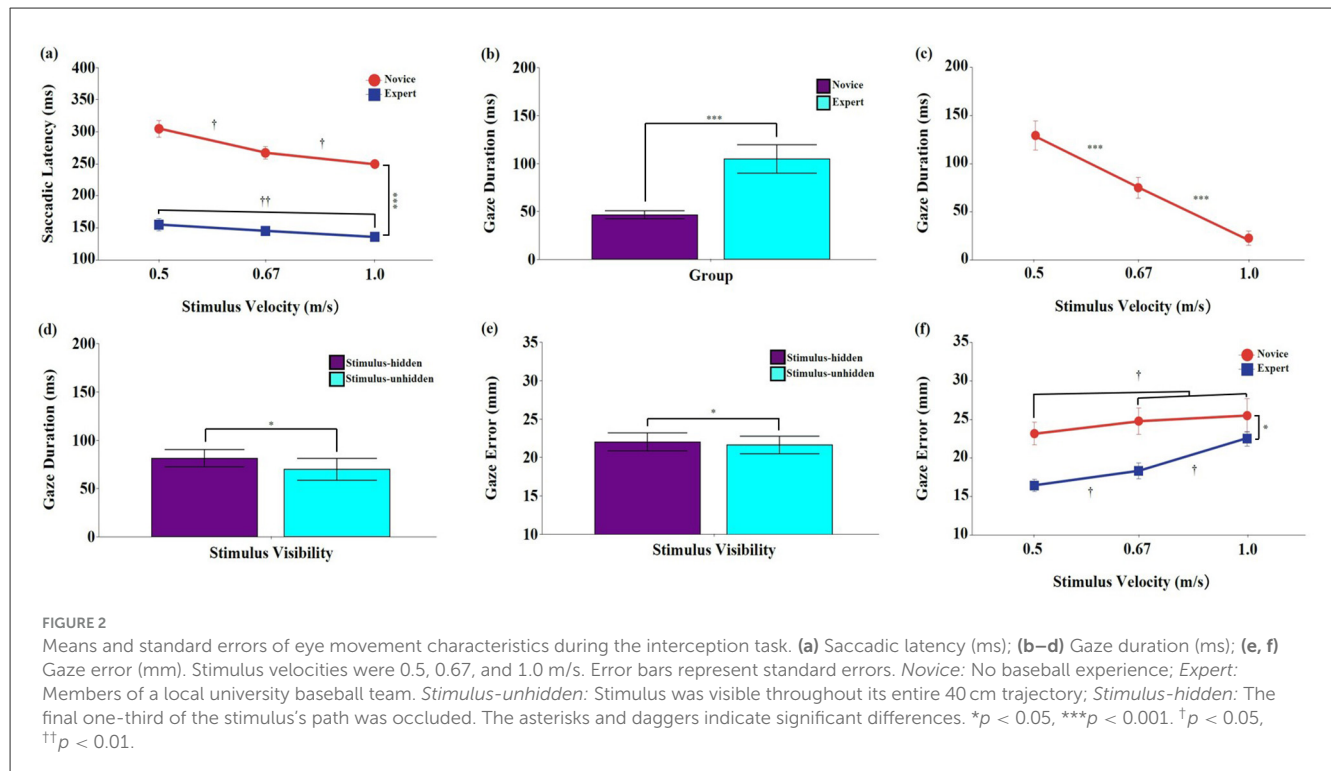 (a)
Saccadic Latency (ms)
400
350
300
250
200
150
100
Novice
Expert
†
†
††
***
0.5
0.67
1.0
Stimulus Velocity (m/s)
(b)
Gaze Duration (ms)
200
150
100
50
0
Novice
Expert
***
Group
(c)
Gaze Duration (ms)
200
150
100
50
0
***
***
0.5
0.67
1.0
Stimulus Velocity (m/s)
(d)
Gaze Duration (ms)
200
150
100
50
0
Stimulus-hidden
Stimulus-unhidden
*
Stimulus Visibility
(e)
Gaze Error (mm)
35
30
25
20
15
10
Stimulus-hidden
Stimulus-unhidden
*
Stimulus Visibility
(f)
Gaze Error (mm)
35
30
25
20
15
10
Novice
Expert
†
*
†
†
0.5
0.67
1.0
Stimulus Velocity (m/s)
FIGURE 2
Means and standard errors of eye movement characteristics during the interception task. (a) Saccadic latency (ms); (b–d) Gaze duration (ms); (e, f)
Gaze error (mm). Stimulus velocities were 0.5, 0.67, and 1.0 m/s. Error bars represent standard errors. Novice: No baseball experience; Expert:
Members of a local university baseball team. Stimulus-unhidden: Stimulus was visible throughout its entire 40 cm trajectory; Stimulus-hidden: The
final one-third of the stimulus's path was occluded. The asterisks and daggers indicate significant differences. *p < 0.05, ***p < 0.001. †p < 0.05,
††p < 0.01.